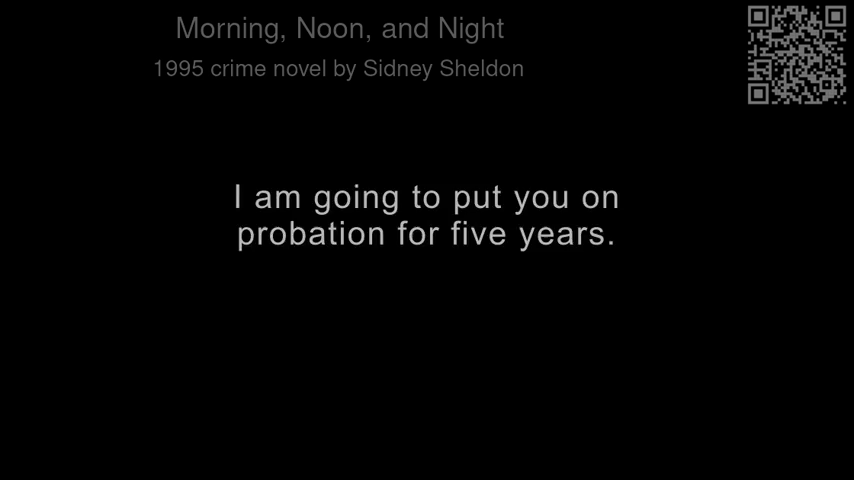 Morning, Noon, and Night
1995 crime novel by Sidney Sheldon
I am going to put you on
probation for five years.